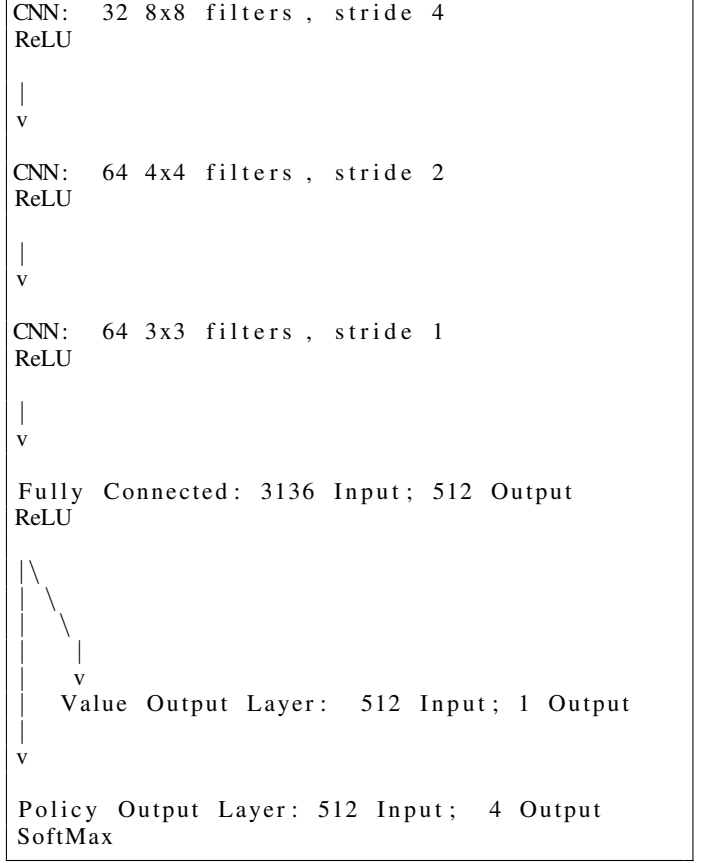 CNN: 32 8x8 filters, stride 4
ReLU
|
v
CNN: 64 4x4 filters, stride 2
ReLU
|
v
CNN: 64 3x3 filters, stride 1
ReLU
|
v
Fully Connected: 3136 Input; 512 Output
ReLU
|\
| \
|  \
|   |
|   v
|  Value Output Layer: 512 Input; 1 Output
|
v
Policy Output Layer: 512 Input; 4 Output
SoftMax